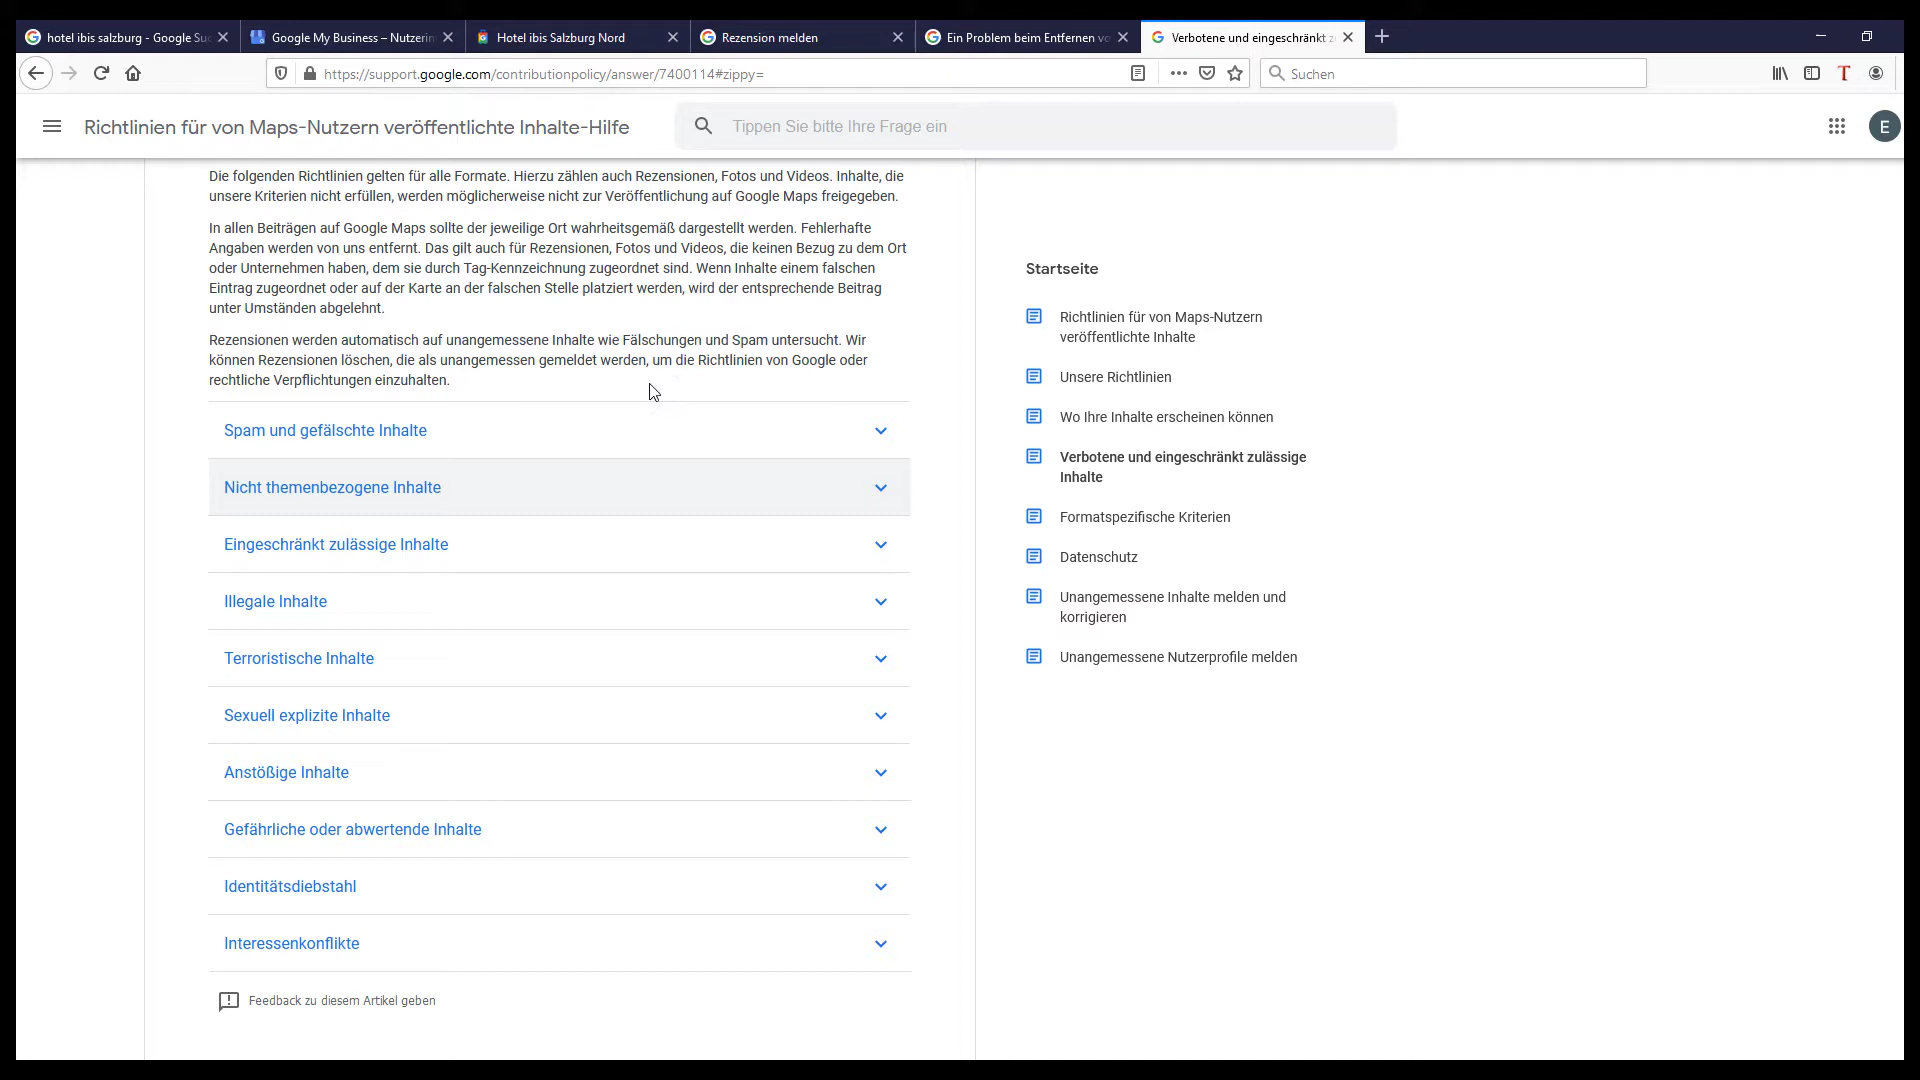 hotel ibis salzburg - Google Su
Google My Business – Nutzerin
Hotel ibis Salzburg Nord
Rezension melden
Ein Problem beim Entfernen vo
Verbotene und eingeschränkt z
https://support.google.com/contributionpolicy/answer/7400114#zippy=
Suchen
Richtlinien für von Maps-Nutzern veröffentlichte Inhalte-Hilfe
Tippen Sie bitte Ihre Frage ein
E
Die folgenden Richtlinien gelten für alle Formate. Hierzu zählen auch Rezensionen, Fotos und Videos. Inhalte, die
unsere Kriterien nicht erfüllen, werden möglicherweise nicht zur Veröffentlichung auf Google Maps freigegeben.
In allen Beiträgen auf Google Maps sollte der jeweilige Ort wahrheitsgemäß dargestellt werden. Fehlerhafte
Angaben werden von uns entfernt. Das gilt auch für Rezensionen, Fotos und Videos, die keinen Bezug zu dem Ort
oder Unternehmen haben, dem sie durch Tag-Kennzeichnung zugeordnet sind. Wenn Inhalte einem falschen
Eintrag zugeordnet oder auf der Karte an der falschen Stelle platziert werden, wird der entsprechende Beitrag
unter Umständen abgelehnt.
Rezensionen werden automatisch auf unangemessene Inhalte wie Fälschungen und Spam untersucht. Wir
können Rezensionen löschen, die als unangemessen gemeldet werden, um die Richtlinien von Google oder
rechtliche Verpflichtungen einzuhalten.
Spam und gefälschte Inhalte
Nicht themenbezogene Inhalte
Eingeschränkt zulässige Inhalte
Illegale Inhalte
Terroristische Inhalte
Sexuell explizite Inhalte
Anstößige Inhalte
Gefährliche oder abwertende Inhalte
Identitätsdiebstahl
Interessenkonflikte
Feedback zu diesem Artikel geben
Startseite
Richtlinien für von Maps-Nutzern
veröffentlichte Inhalte
Unsere Richtlinien
Wo Ihre Inhalte erscheinen können
Verbotene und eingeschränkt zulässige
Inhalte
Formatspezifische Kriterien
Datenschutz
Unangemessene Inhalte melden und
korrigieren
Unangemessene Nutzerprofile melden